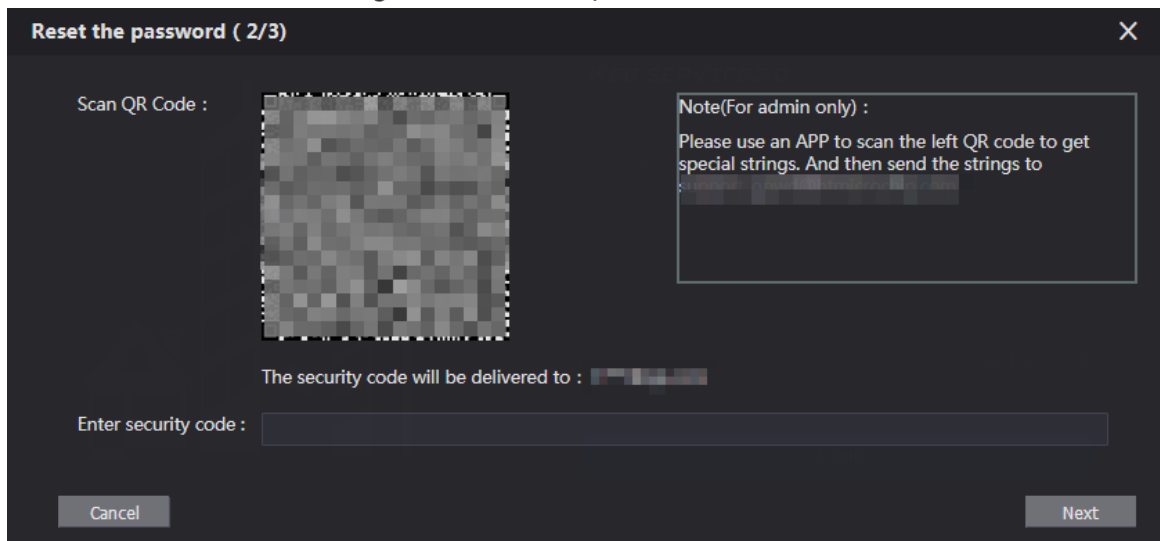 Reset the password ( 2/3)
Scan QR Code :
Note(For admin only) :
Please use an APP to scan the left QR code to get
special strings. And then send the strings to
The security code will be delivered to :
Enter security code :
Cancel
Next